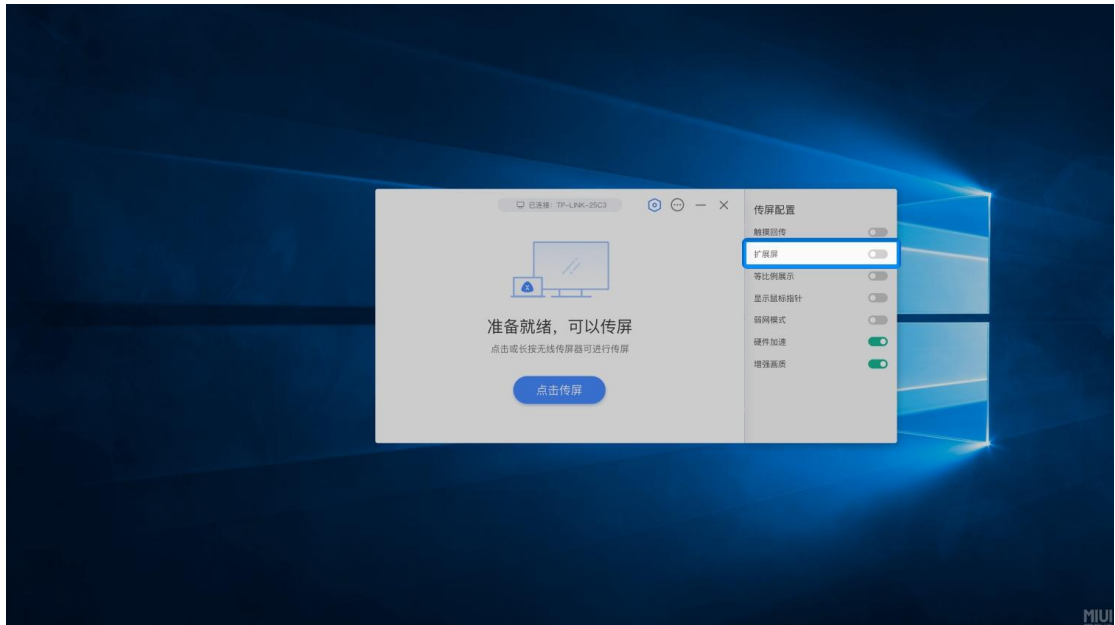 已连接: TP-LINK-25C3
准备就绪，可以传屏
点击或长按无线传屏器可进行传屏
点击传屏
传屏配置
触摸回传
扩展屏
等比例展示
显示鼠标指针
弱网模式
硬件加速
增强画质
MIUI